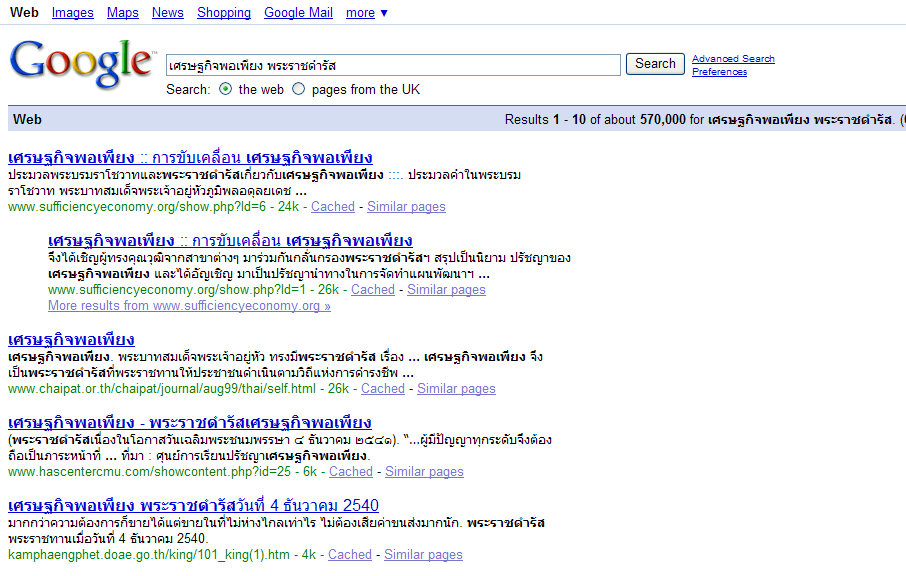 Web Images Maps News Shopping Google Mail more ▼
Google™
เศรษฐกิจพอเพียง พระราชดำรัส Search Advanced Search
Preferences
Search: the web pages from the UK
Web Results 1 - 10 of about 570,000 for เศรษฐกิจพอเพียง พระราชดำรัส. (
เศรษฐกิจพอเพียง :: การขับเคลื่อน เศรษฐกิจพอเพียง
ประมวลพระบรมราโชวาทและพระราชดำรัสเกี่ยวกับเศรษฐกิจพอเพียง :::. ประมวลคำในพระบรม
ราโชวาท พระบาทสมเด็จพระเจ้าอยู่หัวภูมิพลอดุลยเดช ...
www.sufficiencyeconomy.org/show.php?Id=6 - 24k - Cached - Similar pages
เศรษฐกิจพอเพียง :: การขับเคลื่อน เศรษฐกิจพอเพียง
จึงได้เชิญผู้ทรงคุณวุฒิจากสาขาต่างๆ มาร่วมกันกลั่นกรองพระราชดำรัสฯ สรุปเป็นนิยาม ปรัชญาของ
เศรษฐกิจพอเพียง และได้อัญเชิญ มาเป็นปรัชญานำทางในการจัดทำแผนพัฒนาฯ ...
www.sufficiencyeconomy.org/show.php?Id=1 - 26k - Cached - Similar pages
More results from www.sufficiencyeconomy.org »
เศรษฐกิจพอเพียง
เศรษฐกิจพอเพียง. พระบาทสมเด็จพระเจ้าอยู่หัว ทรงมีพระราชดำรัส เรื่อง ... เศรษฐกิจพอเพียง จึง
เป็นพระราชดำรัสที่พระราชทานให้ประชาชนดำเนินตามวิถีแห่งการดำรงชีพ ...
www.chaipat.or.th/chaipat/journal/aug99/thai/self.html - 26k - Cached - Similar pages
เศรษฐกิจพอเพียง - พระราชดำรัสเศรษฐกิจพอเพียง
(พระราชดำรัสเนื่องในโอกาสวันเฉลิมพระชนมพรรษา ๔ ธันวาคม ๒๕๔๑). “...ผู้มีปัญญาทุกระดับจึงต้อง
ถือเป็นภาระหน้าที่ ... ที่มา : ศูนย์การเรียนปรัชญาเศรษฐกิจพอเพียง.
www.hascentercmu.com/showcontent.php?id=25 - 6k - Cached - Similar pages
เศรษฐกิจพอเพียง พระราชดำรัสวันที่ 4 ธันวาคม 2540
มากกว่าความต้องการก็ขายได้แต่ขายในที่ไม่ห่างไกลเท่าไร ไม่ต้องเสียค่าขนส่งมากนัก. พระราชดำรัส
พระราชทานเมื่อวันที่ 4 ธันวาคม 2540.
kamphaengphet.doae.go.th/king/101_king(1).htm - 4k - Cached - Similar pages